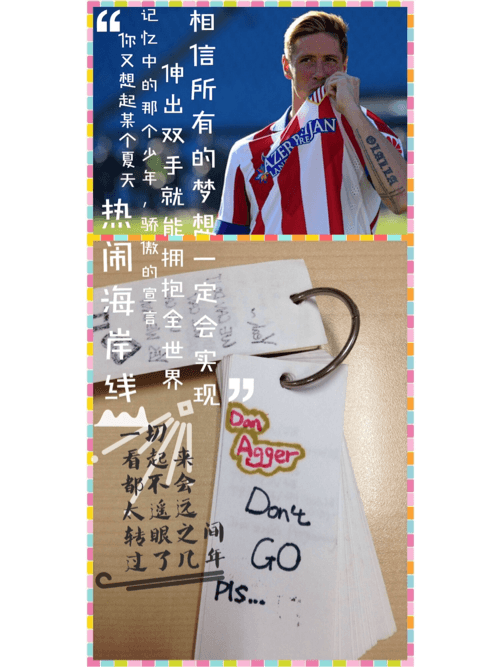 “
你又想起某个夏天
热闹海岸线
记忆中的那个少年，骄傲的宣言
伸出双手就能拥抱全世界
相信所有的梦想一定会实现
”
AZERBAIJAN
OLALLA
一切
看起来
都不会
太遥远
转眼之间
过了几年
Dan
Agger
Don't
GO
Pls...